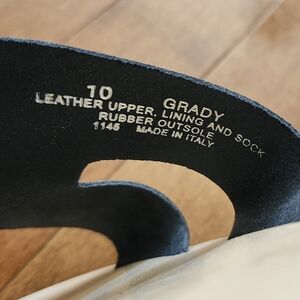 10 GRADY
LEATHER UPPER, LINING AND SOCK
RUBBER OUTSOLE
1145 MADE IN ITALY